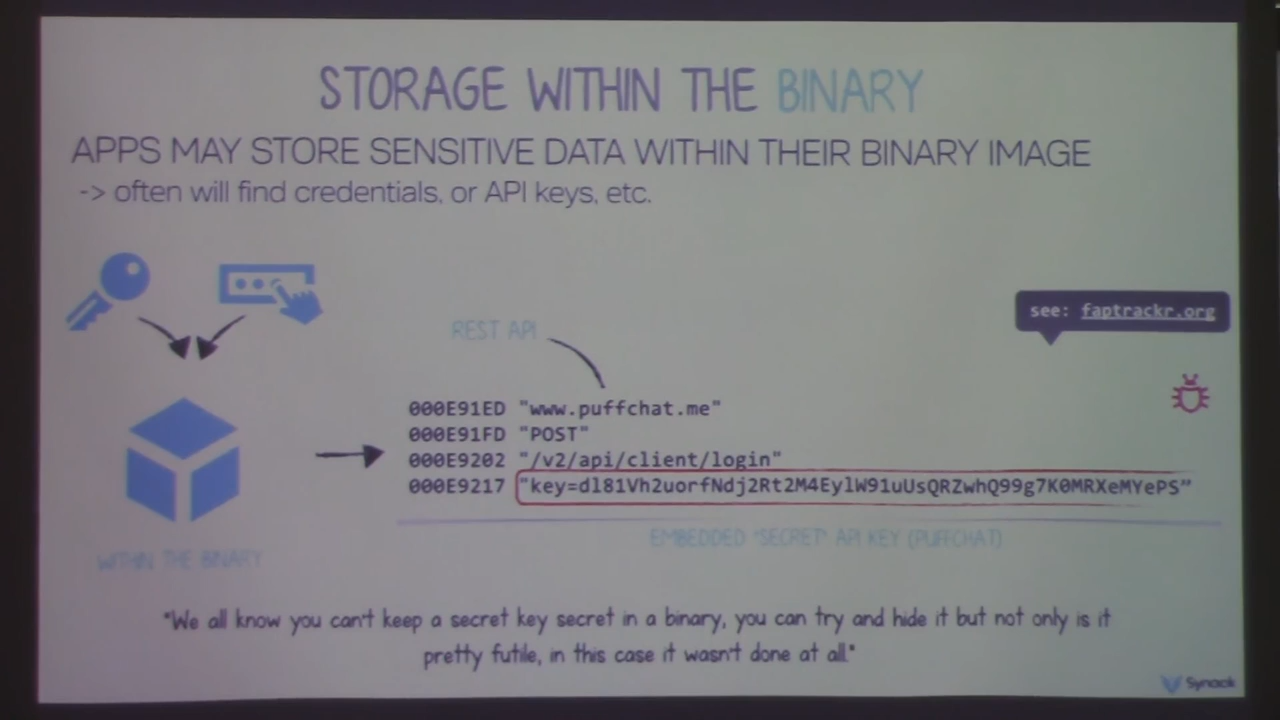 STORAGE WITHIN THE BINARY
APPS MAY STORE SENSITIVE DATA WITHIN THEIR BINARY IMAGE
-> often will find credentials, or API keys, etc.
see: faptrackr.org
REST API
000E91ED "www.puffchat.me"
000E91FD "POST"
000E9202 "/v2/api/client/login"
000E9217 "key=dl81Vh2uorfNdj2Rt2M4EylW91uUsQRZwhQ99g7K0MRXeMYePS"
EMBEDDED 'SECRET' API KEY (PUFFCHAT)
WITHIN THE BINARY
"We all know you can't keep a secret key secret in a binary, you can try and hide it but not only is it
pretty futile, in this case it wasn't done at all."
Synack